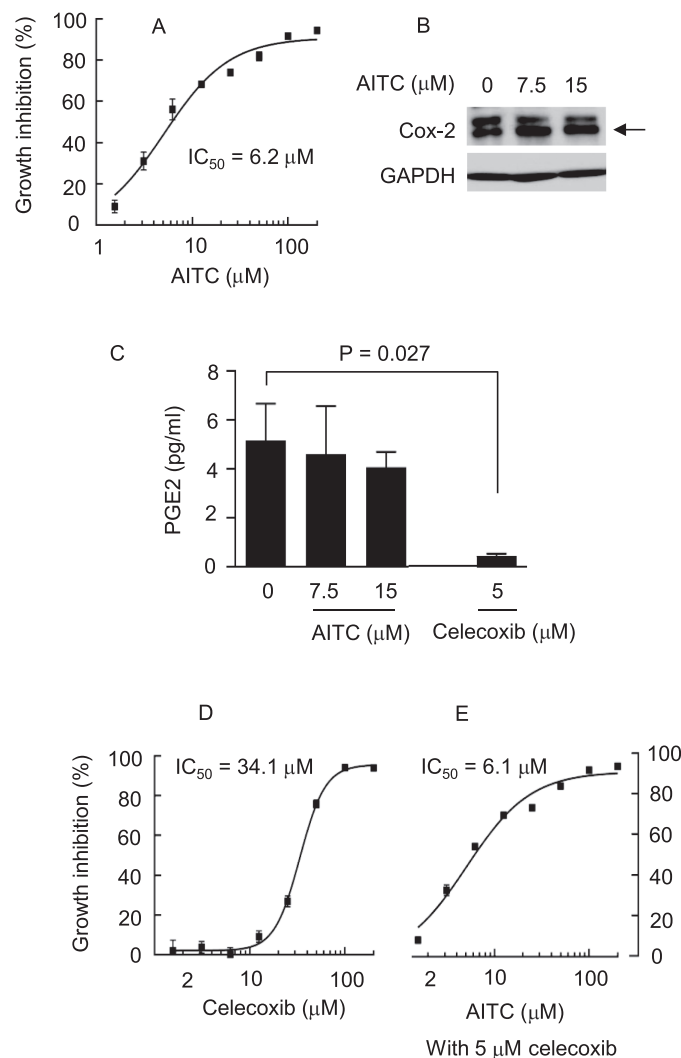 A
Growth inhibition (%)
100
80
60
40
20
0
IC50 = 6.2 μM
1
10
100
AITC (μM)
B
AITC (μM) 0 7.5 15
Cox-2
GAPDH
C
P = 0.027
PGE2 (pg/ml)
8
6
4
2
0
0 7.5 15 5
AITC (μM) Celecoxib (μM)
D
Growth inhibition (%)
100
80
60
40
20
0
IC50 = 34.1 μM
2 10 100
Celecoxib (μM)
E
IC50 = 6.1 μM
100
80
60
40
20
0
2 10 100
AITC (μM)
With 5 μM celecoxib